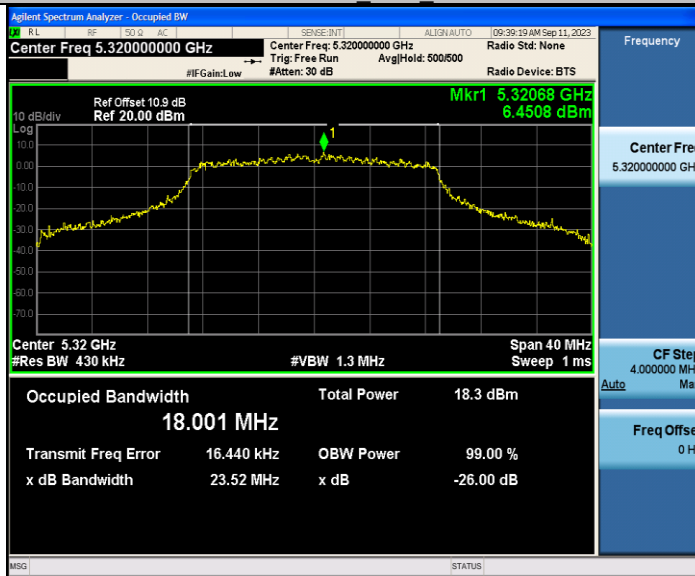 Agilent Spectrum Analyzer - Occupied BW
RL RF 50 Ω AC SENSE:INT ALIGN AUTO 09:39:19 AM Sep 11, 2023
Center Freq 5.320000000 GHz
Center Freq: 5.320000000 GHz
Radio Std: None
Trig: Free Run Avg|Hold: 500/500
#IFGain:Low #Atten: 30 dB Radio Device: BTS
Frequency
Ref Offset 10.9 dB
Mkr1 5.32068 GHz
10 dB/div Ref 20.00 dBm 6.4508 dBm
Log
10.0
0.00
-10.0
-20.0
-30.0
-40.0
-50.0
-60.0
-70.0
1
Center 5.32 GHz Span 40 MHz
#Res BW 430 kHz #VBW 1.3 MHz Sweep 1 ms
Occupied Bandwidth Total Power 18.3 dBm
18.001 MHz
Transmit Freq Error 16.440 kHz OBW Power 99.00 %
x dB Bandwidth 23.52 MHz x dB -26.00 dB
Center Fre
5.320000000 GH
CF Step
4.000000 MH
Auto Ma
Freq Offse
0 H
MSG STATUS